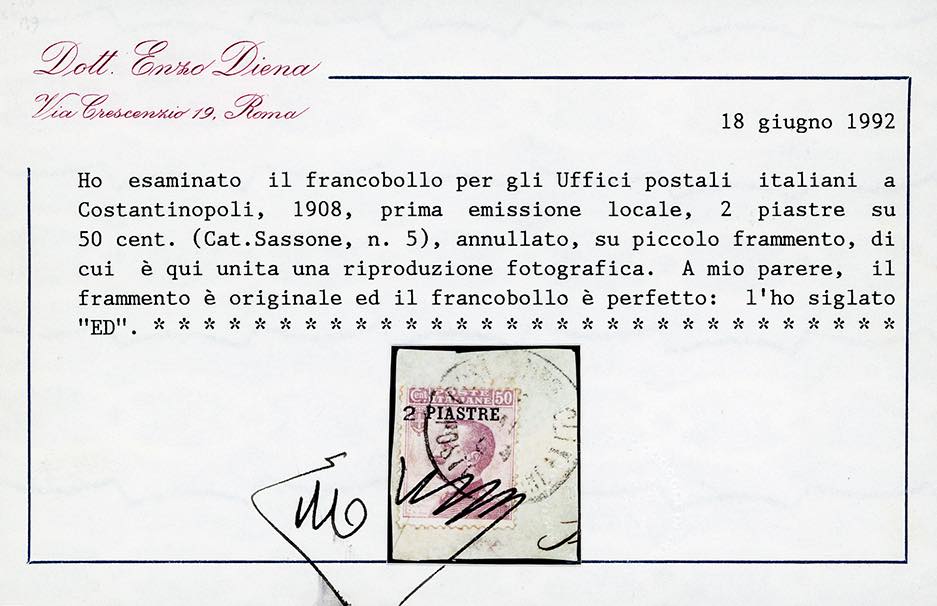 Dott. Enzo Diena
Via Crescenzio 19, Roma
18 giugno 1992
Ho esaminato il francobollo per gli Uffici postali italiani a
Costantinopoli, 1908, prima emissione locale, 2 piastre su
50 cent. (Cat.Sassone, n. 5), annullato, su piccolo frammento, di
cui è qui unita una riproduzione fotografica. A mio parere, il
frammento è originale ed il francobollo è perfetto: l'ho siglato
"ED". * * * * * * * * * * * * * * * * * * * * * * * * * * * * * *
POSTE
ITALIANE 50
2 PIASTRE